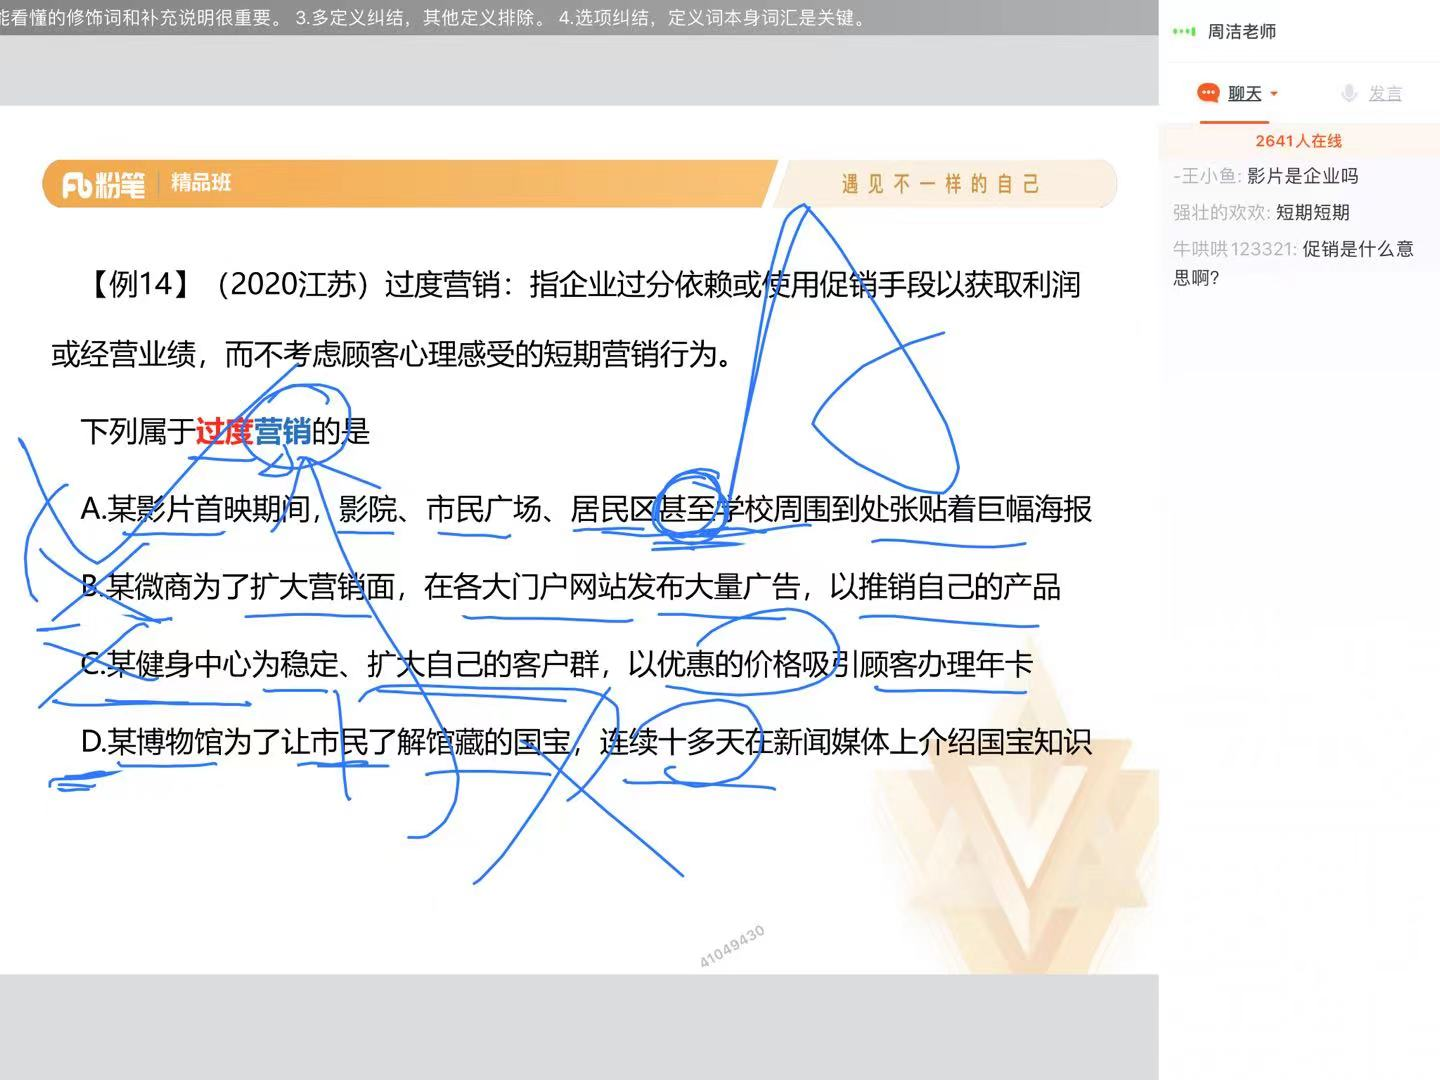 能看懂的修饰词和补充说明很重要。 3.多定义纠结，其他定义排除。 4.选项纠结，定义词本身词汇是关键。
周洁老师
聊天 发言
2641人在线
-王小鱼: 影片是企业吗
强壮的欢欢: 短期短期
牛哄哄123321: 促销是什么意
思啊?
粉笔 精品班 遇见不一样的自己
【例14】（2020江苏）过度营销：指企业过分依赖或使用促销手段以获取利润
或经营业绩，而不考虑顾客心理感受的短期营销行为。
下列属于过度营销的是
A.某影片首映期间，影院、市民广场、居民区甚至学校周围到处张贴着巨幅海报
B.某微商为了扩大营销面，在各大门户网站发布大量广告，以推销自己的产品
C.某健身中心为稳定、扩大自己的客户群，以优惠的价格吸引顾客办理年卡
D.某博物馆为了让市民了解馆藏的国宝，连续十多天在新闻媒体上介绍国宝知识
41049430